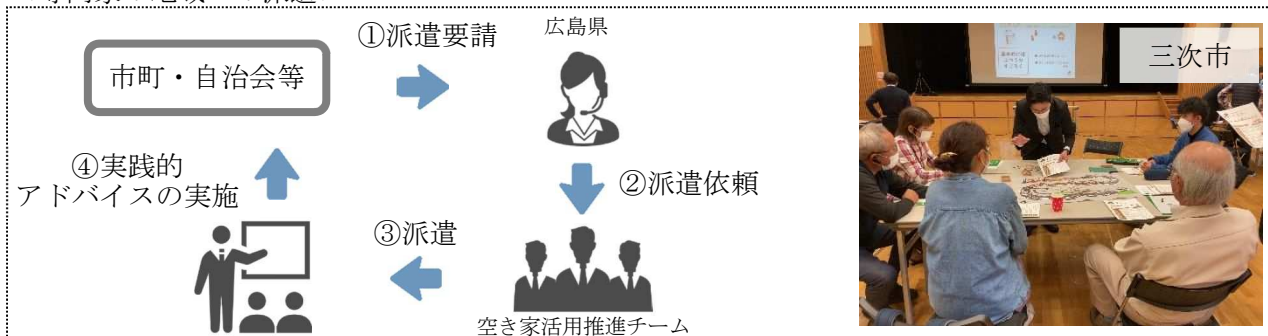 ①派遣要請
広島県
市町・自治会等
三次市
④実践的
アドバイスの実施
②派遣依頼
③派遣
空き家活用推進チーム